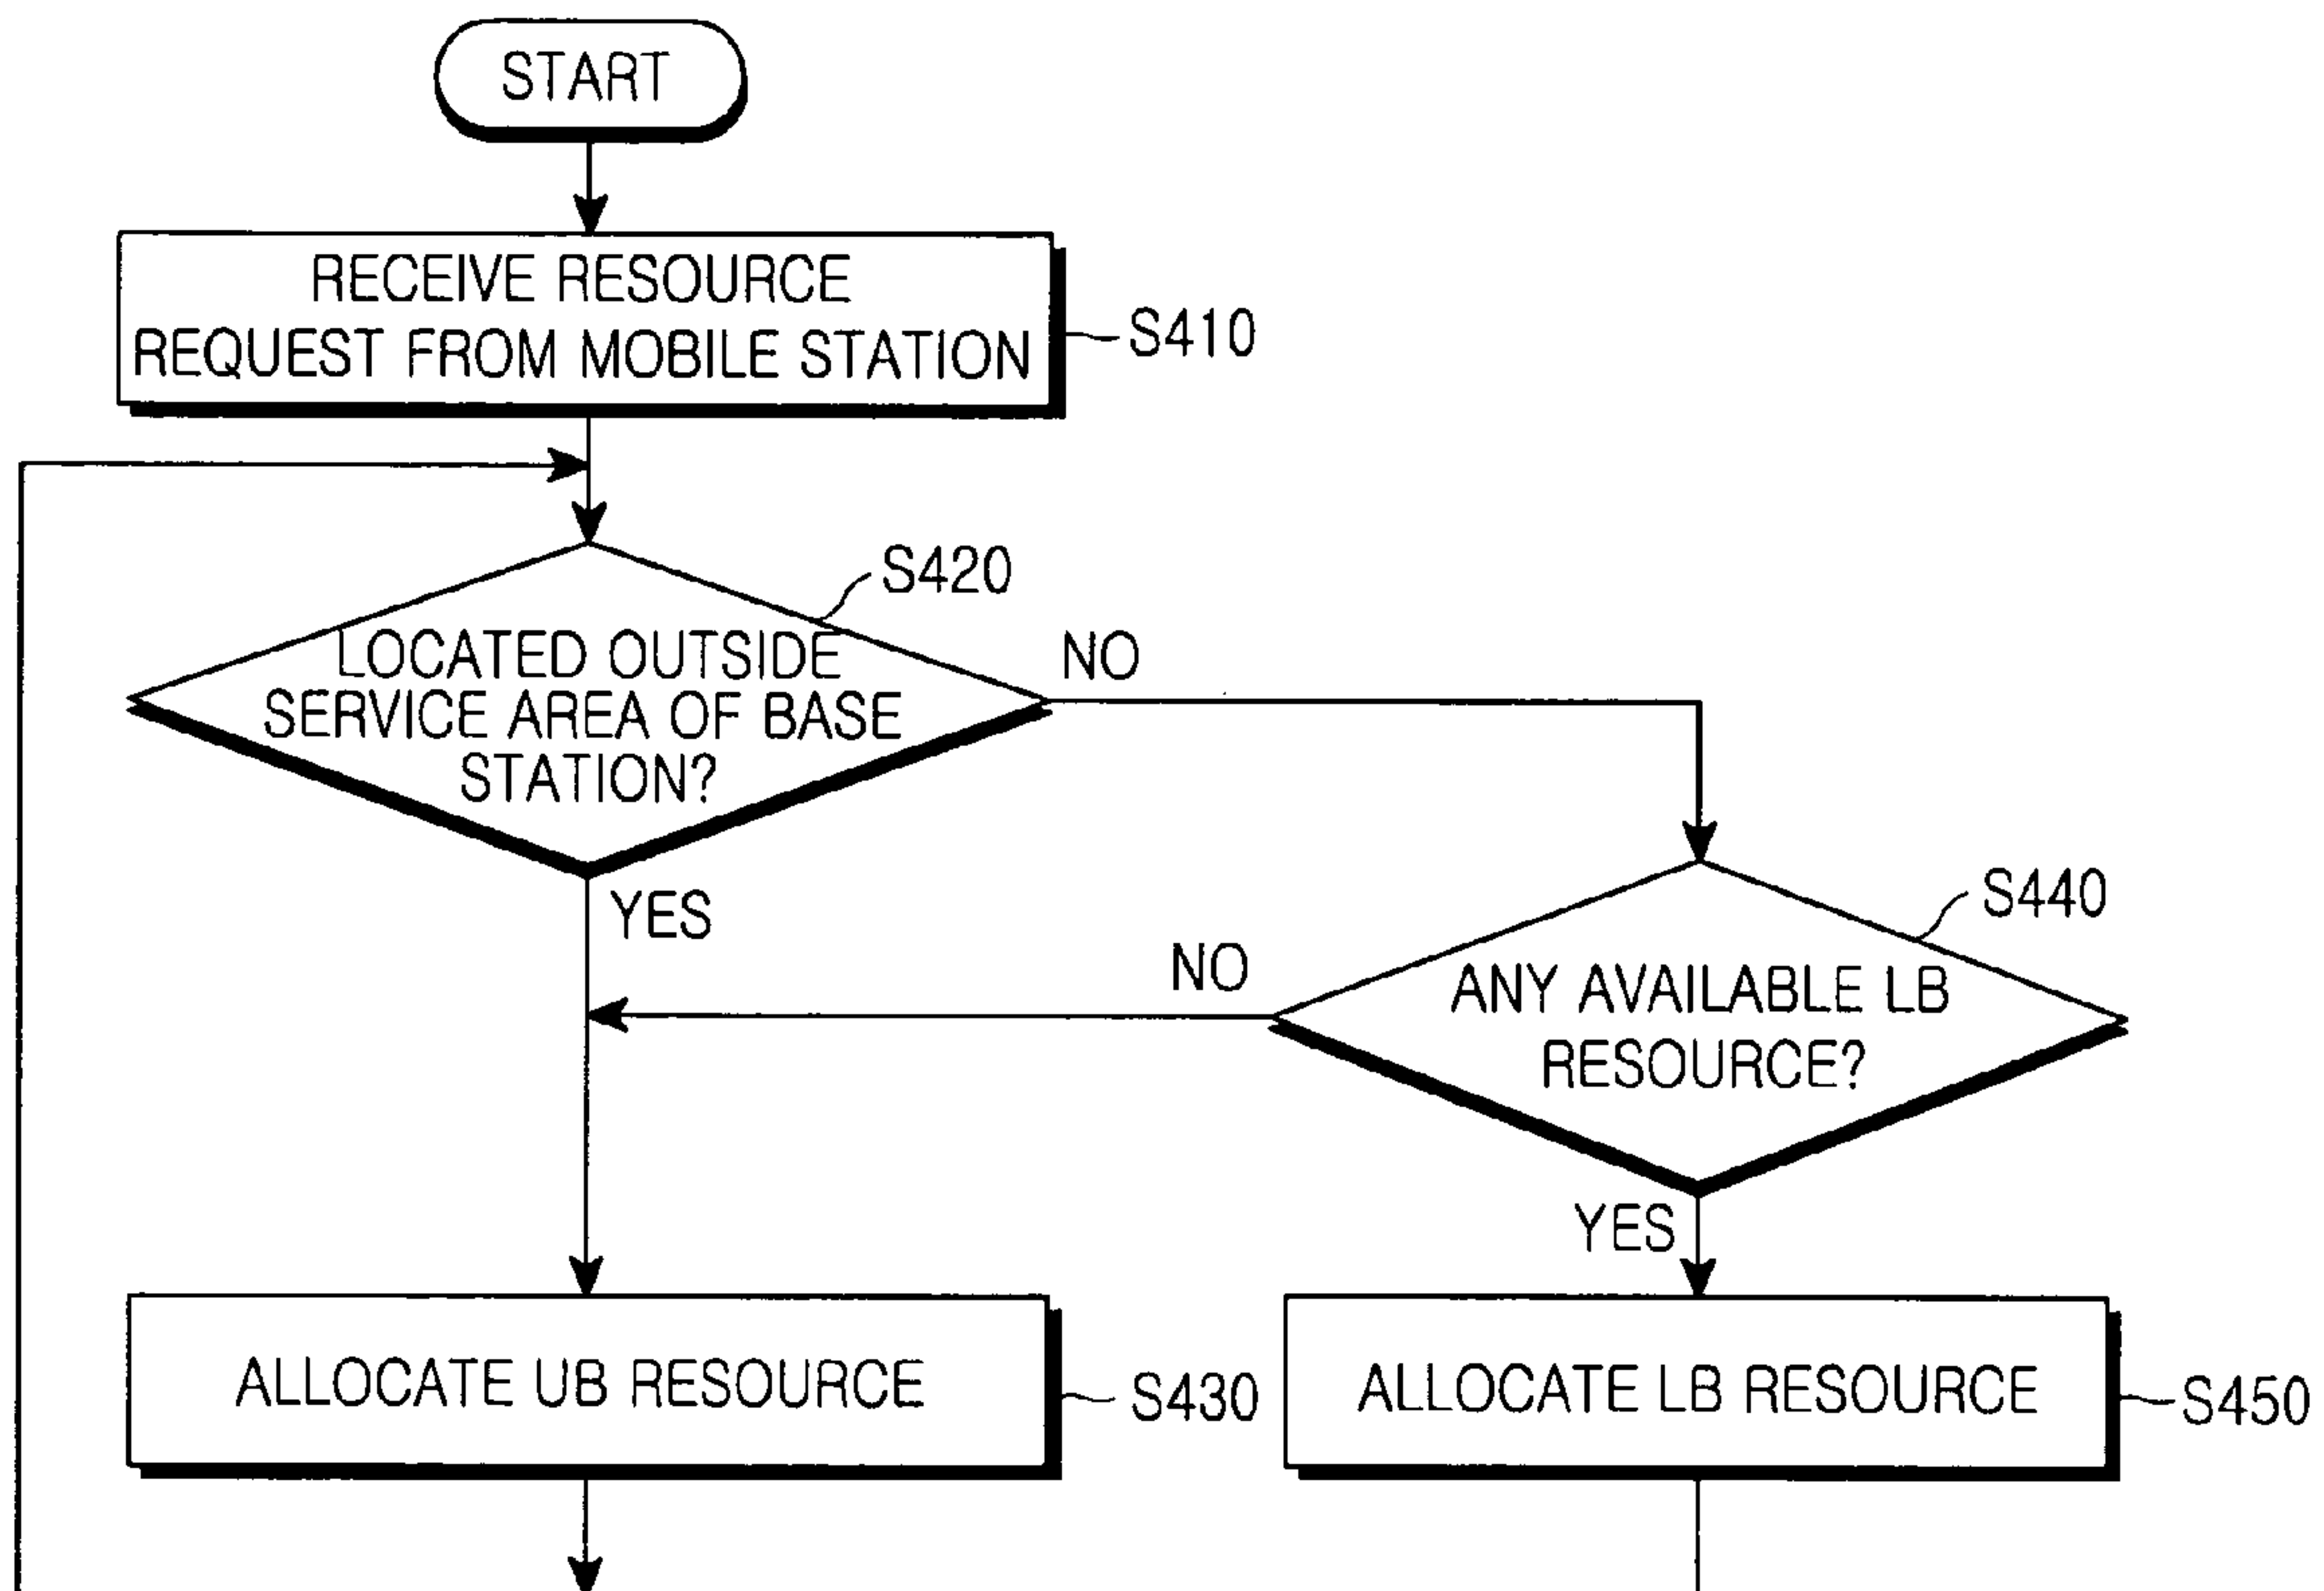 START
RECEIVE RESOURCE
REQUEST FROM MOBILE STATION
S410
S420
LOCATED OUTSIDE
SERVICE AREA OF BASE
STATION?
NO
YES
S440
NO
ANY AVAILABLE LB
RESOURCE?
YES
ALLOCATE UB RESOURCE
S430
ALLOCATE LB RESOURCE
S450